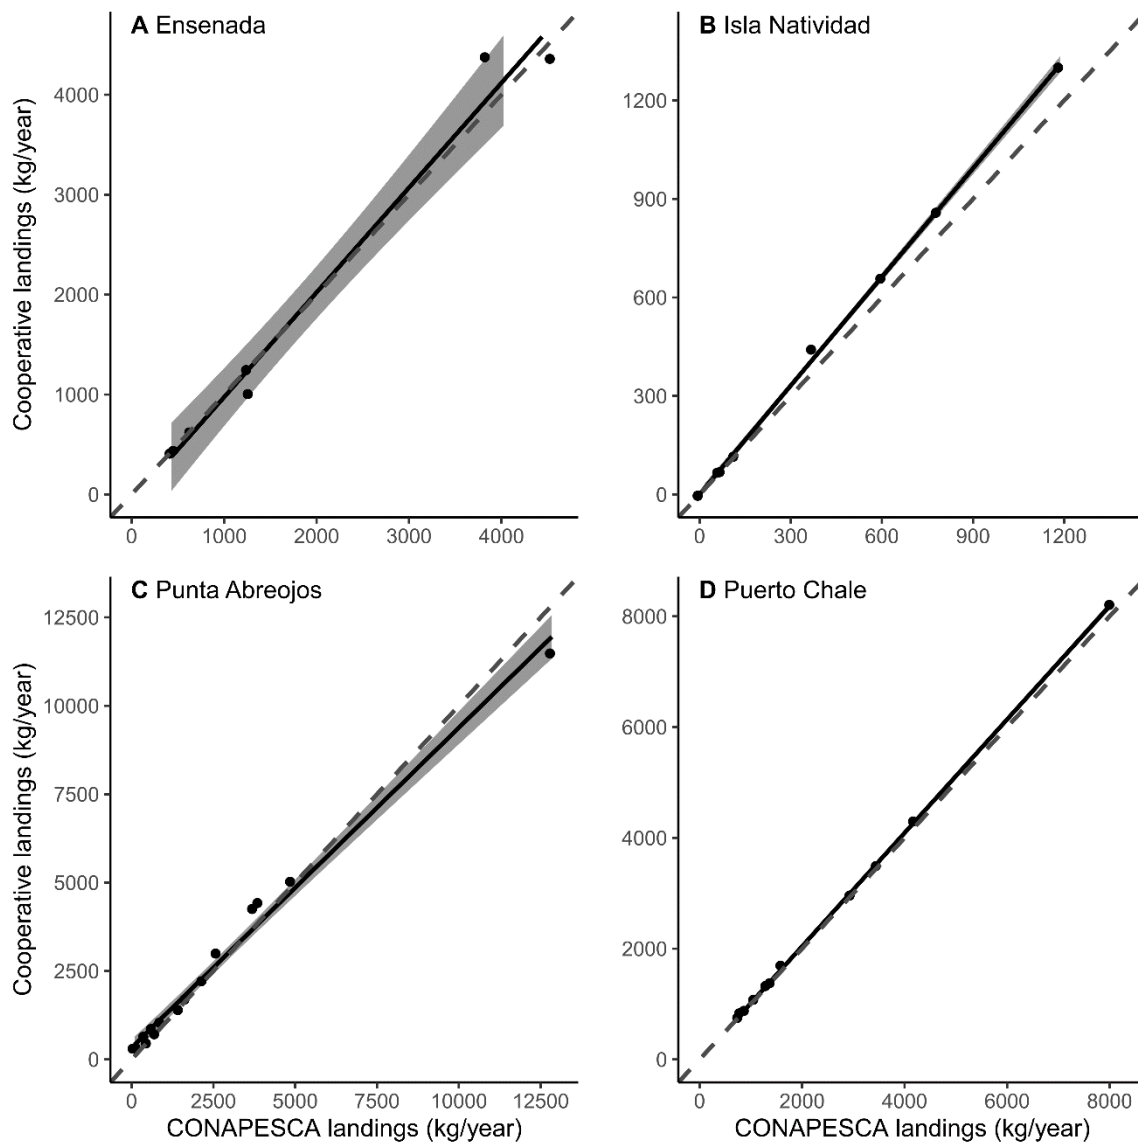 A Ensenada
B Isla Natividad
Cooperative landings (kg/year)
4000
3000
2000
1000
0
0 1000 2000 3000 4000
1200
900
600
300
0
0 300 600 900 1200
C Punta Abreojos
D Puerto Chale
Cooperative landings (kg/year)
12500
10000
7500
5000
2500
0
0 2500 5000 7500 10000 12500
CONAPESCA landings (kg/year)
8000
6000
4000
2000
0
0 2000 4000 6000 8000
CONAPESCA landings (kg/year)